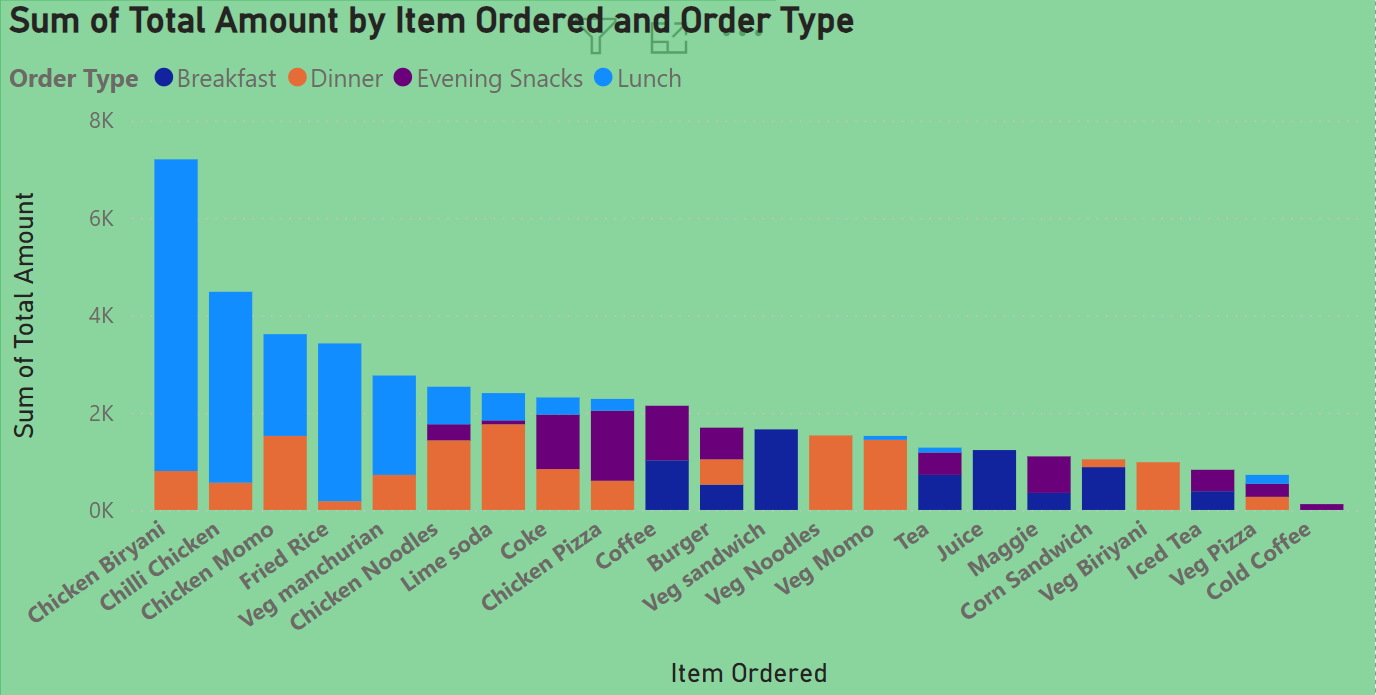 Sum of Total Amount by Item Ordered and Order Type
Order Type Breakfast Dinner Evening Snacks Lunch
8K
6K
4K
2K
0K
Sum of Total Amount
Chicken Biryani
Chilli Chicken
Chicken Momo
Fried Rice
Veg manchurian
Chicken Noodles
Lime soda
Coke
Chicken Pizza
Coffee
Burger
Veg sandwich
Veg Noodles
Veg Momo
Tea
Juice
Maggie
Corn Sandwich
Veg Biriyani
Iced Tea
Veg Pizza
Cold Coffee
Item Ordered